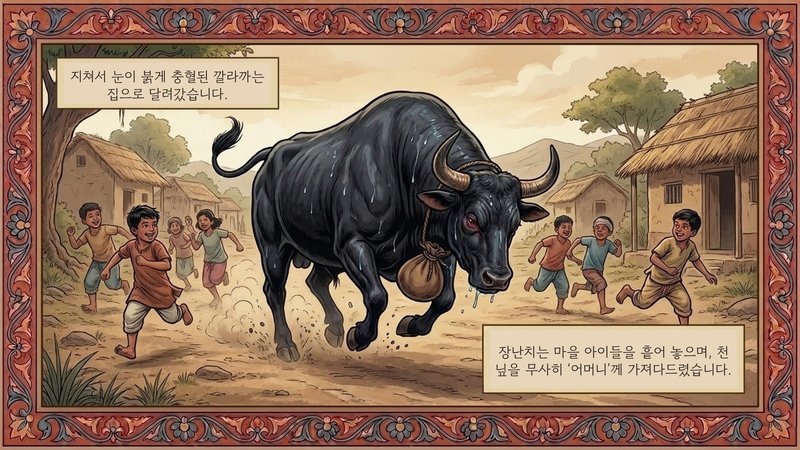 지쳐서 눈이 붉게 충혈된 깔라까는
집으로 달려갔습니다.
장난치는 마을 아이들을 흩어 놓으며, 천
닢을 무사히 ‘어머니’께 가져다드렸습니다.